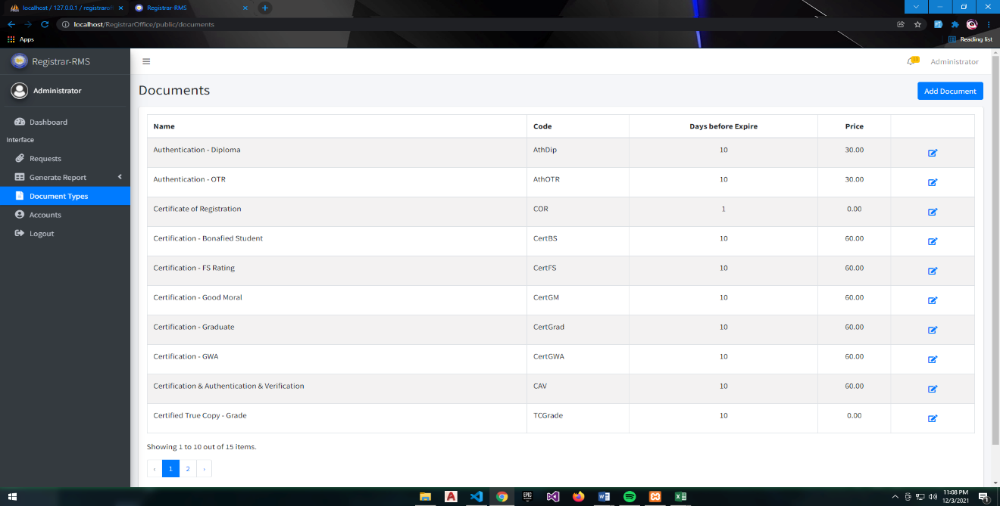 localhost / 127.0.0.1 / registrarof
Registrar-RMS
localhost/RegistrarOffice/public/documents
Apps
Reading list
Registrar-RMS
Administrator
Administrator
Documents
Add Document
Dashboard
Interface
Requests
Generate Report
Document Types
Accounts
Logout
Name Code Days before Expire Price
Authentication - Diploma AthDip 10 30.00
Authentication - OTR AthOTR 10 30.00
Certificate of Registration COR 1 0.00
Certification - Bonafied Student CertBS 10 60.00
Certification - FS Rating CertFS 10 60.00
Certification - Good Moral CertGM 10 60.00
Certification - Graduate CertGrad 10 60.00
Certification - GWA CertGWA 10 60.00
Certification & Authentication & Verification CAV 10 60.00
Certified True Copy - Grade TCGrade 10 0.00
Showing 1 to 10 out of 15 items.
‹ 1 2 ›
EPIC
11:08 PM
12/3/2021